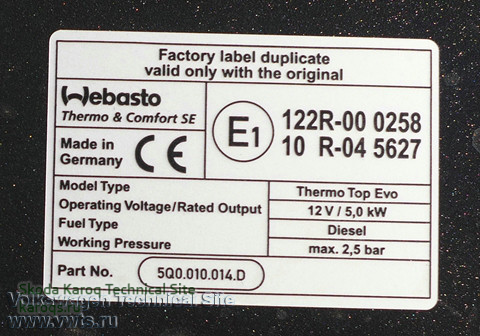 Factory label duplicate
valid only with the original
Webasto
Thermo & Comfort SE
Made in
Germany
CE
E1
122R-00 0258
10 R-04 5627
Model Type Thermo Top Evo
Operating Voltage/Rated Output 12 V / 5,0 kW
Fuel Type Diesel
Working Pressure max. 2,5 bar
Part No. 5Q0.010.014.D
Skoda Karoq Technical Site
Volkswagen Technical Site
karoqs.ru
www.vwts.ru